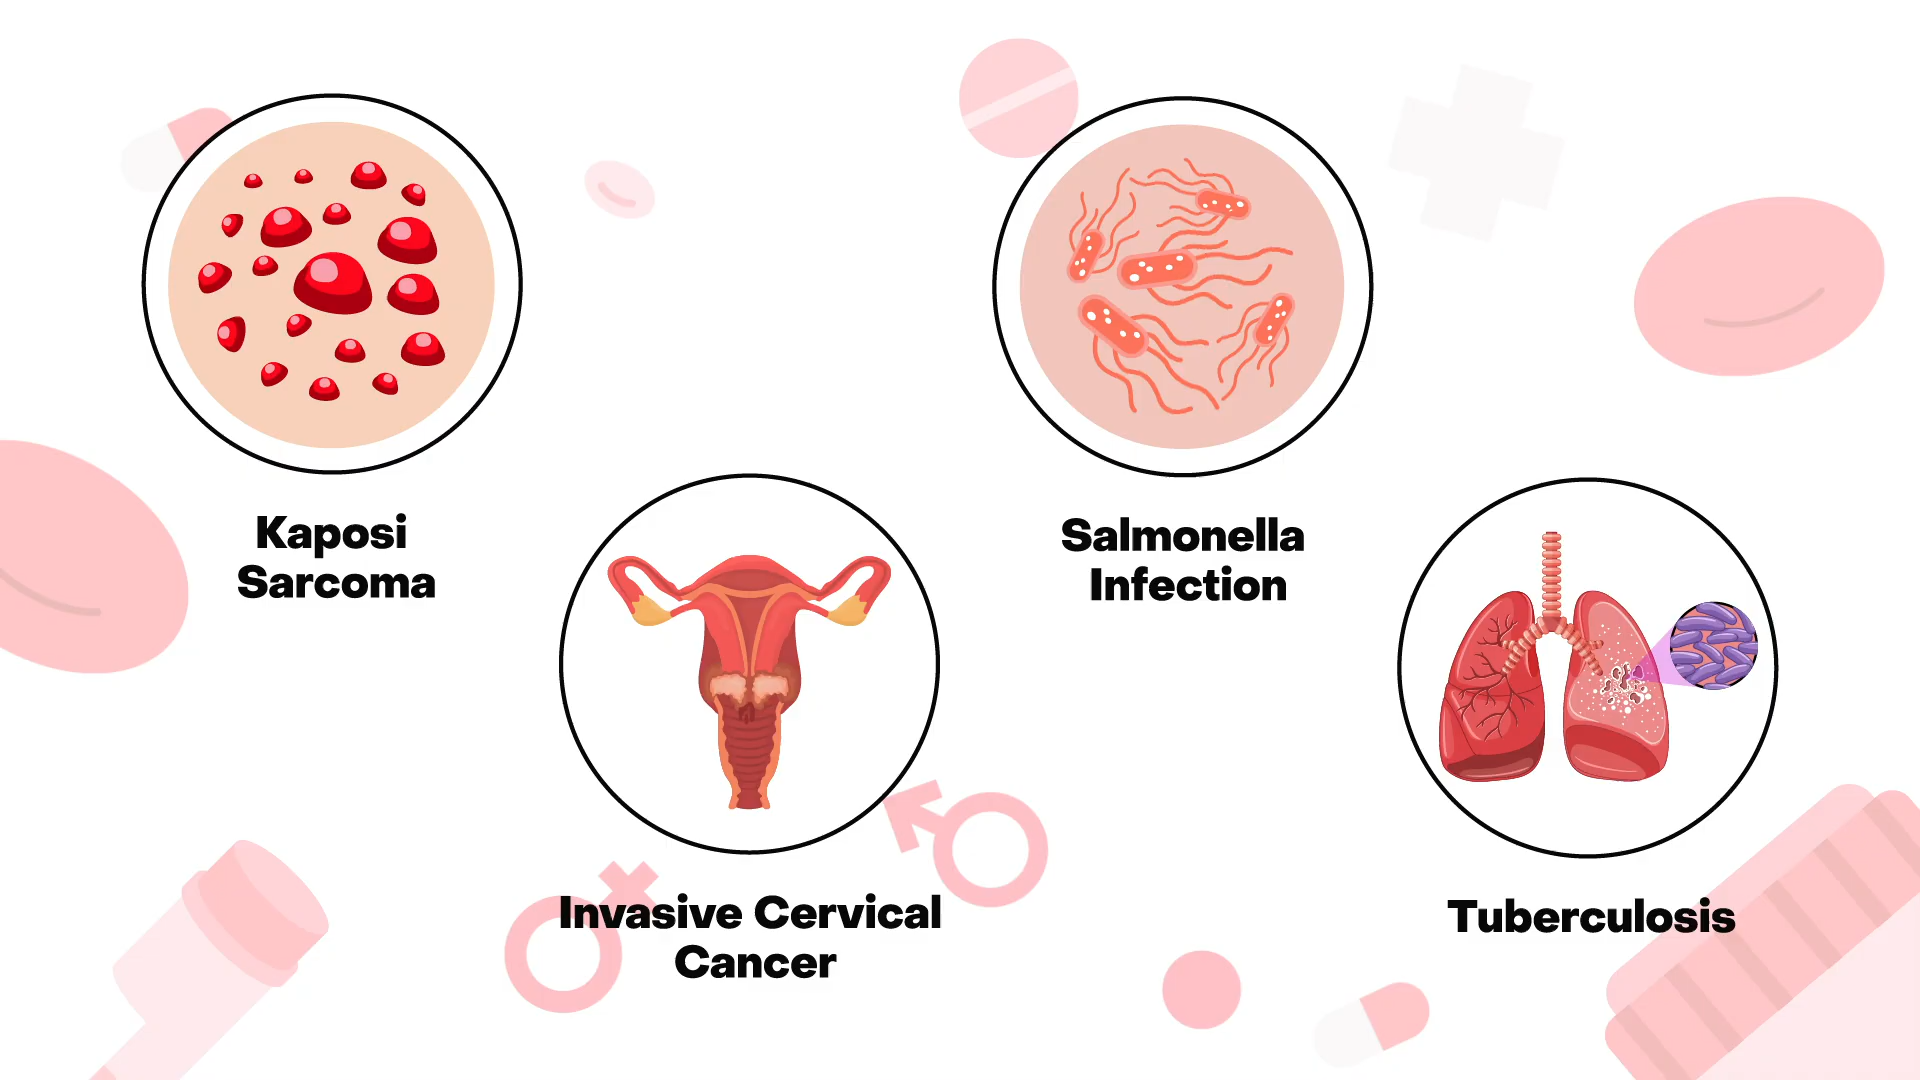 Kaposi
Sarcoma
Invasive Cervical
Cancer
Salmonella
Infection
Tuberculosis